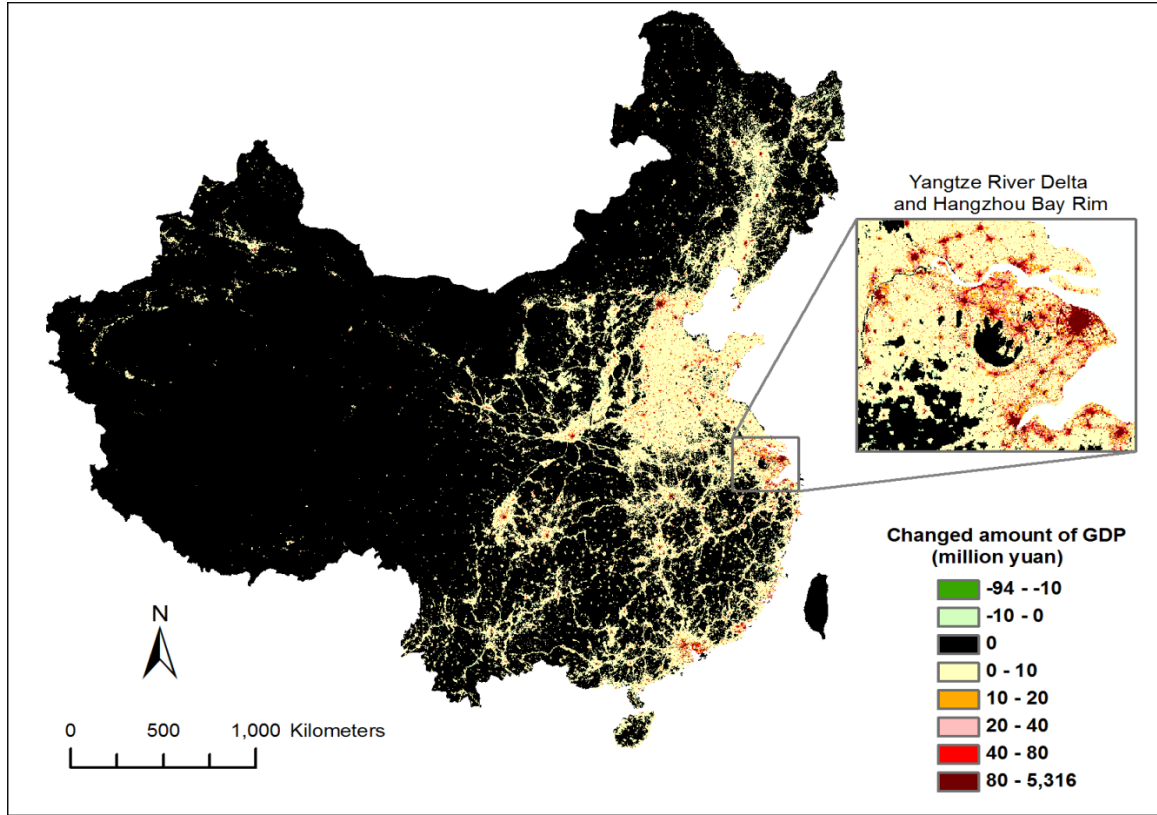 Yangtze River Delta
and Hangzhou Bay Rim
Changed amount of GDP
(million yuan)
-94 - -10
-10 - 0
0
0 - 10
10 - 20
20 - 40
40 - 80
80 - 5,316
N
0 500 1,000 Kilometers